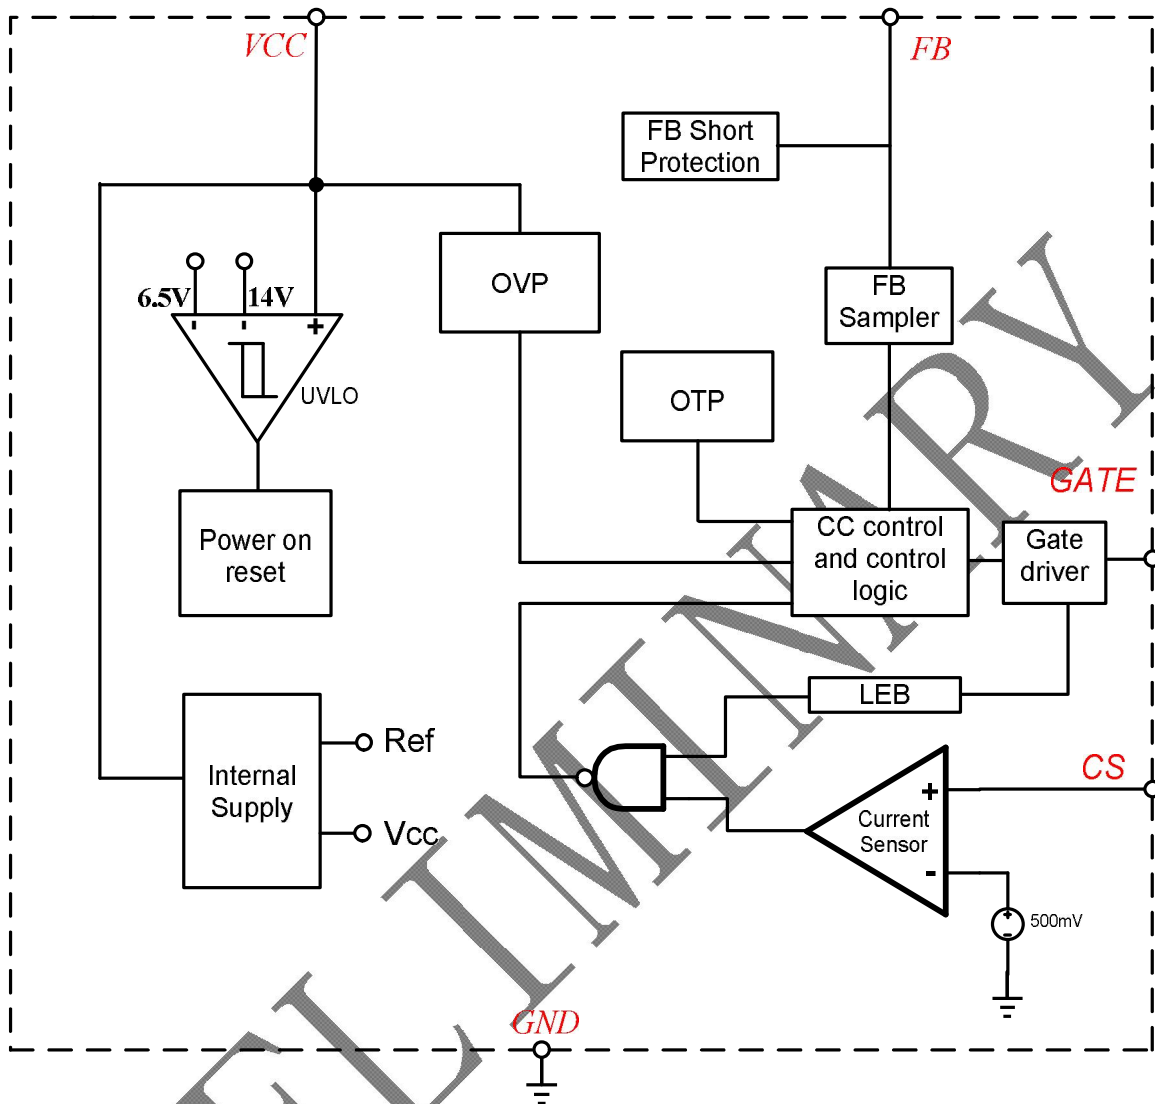 VCC
FB
FB Short
Protection
OVP
FB
Sampler
6.5V
14V
- - +
UVLO
OTP
GATE
Power on
reset
CC control
and control
logic
Gate
driver
LEB
Ref
Internal
Supply
Vcc
CS
+
Current
Sensor
-
500mV
GND
ELIMINARY